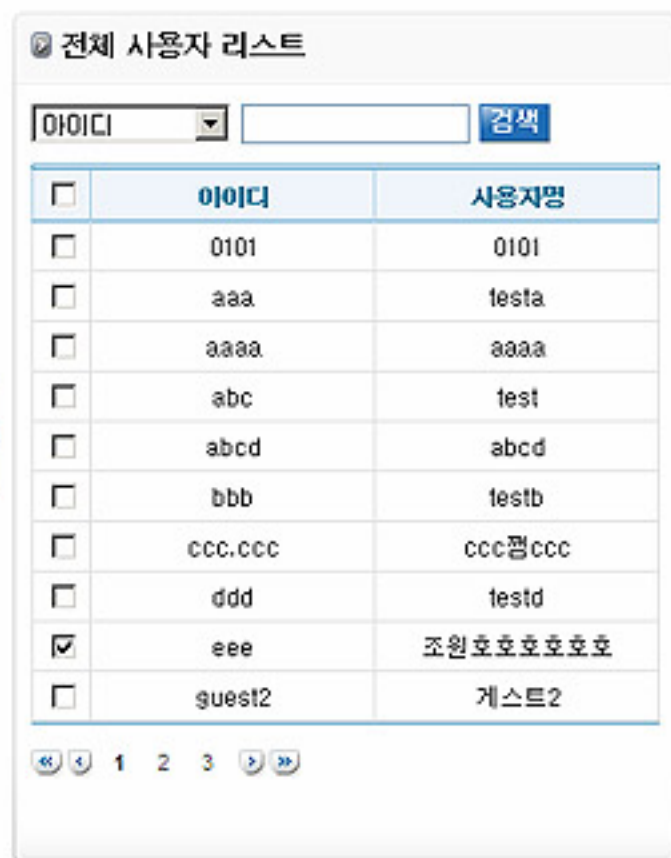 전체 사용자 리스트
아이디 검색
아이디 사용자명
0101 0101
aaa testa
aaaa aaaa
abc test
abcd abcd
bbb testb
ccc.ccc ccc쩜ccc
ddd testd
eee 조원호호호호호호
guest2 게스트2
1 2 3